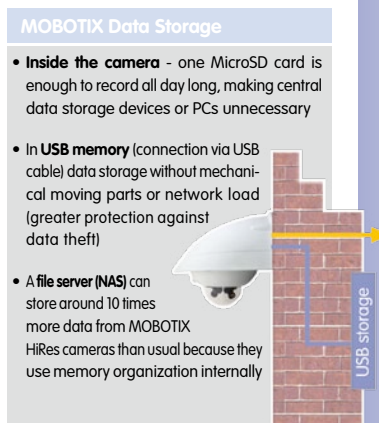 MOBOTIX Data Storage
• Inside the camera - one MicroSD card is
enough to record all day long, making central
data storage devices or PCs unnecessary
• In USB memory (connection via USB
cable) data storage without mechani-
cal moving parts or network load
(greater protection against
data theft)
• A file server (NAS) can
store around 10 times
more data from MOBOTIX
HiRes cameras than usual because they
use memory organization internally
USB storage